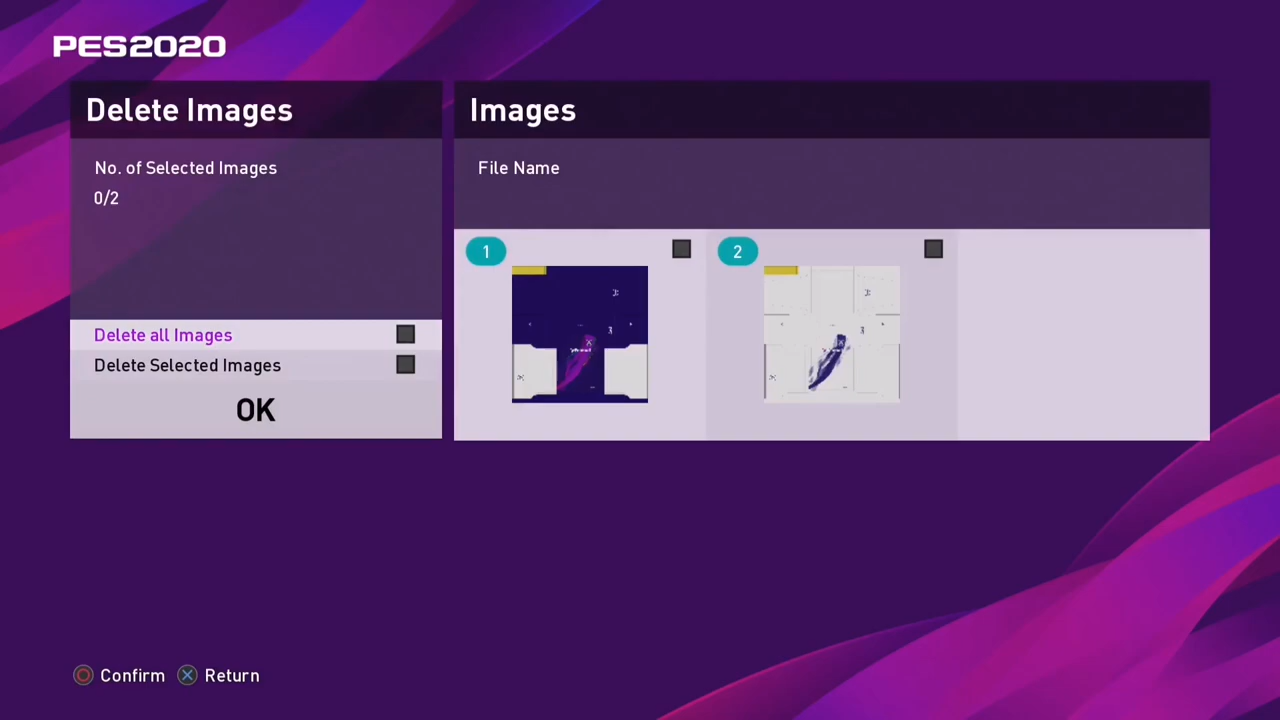 PES2020
Delete Images
No. of Selected Images
0/2
Delete all Images
Delete Selected Images
OK
Images
File Name
1
2
Confirm
Return